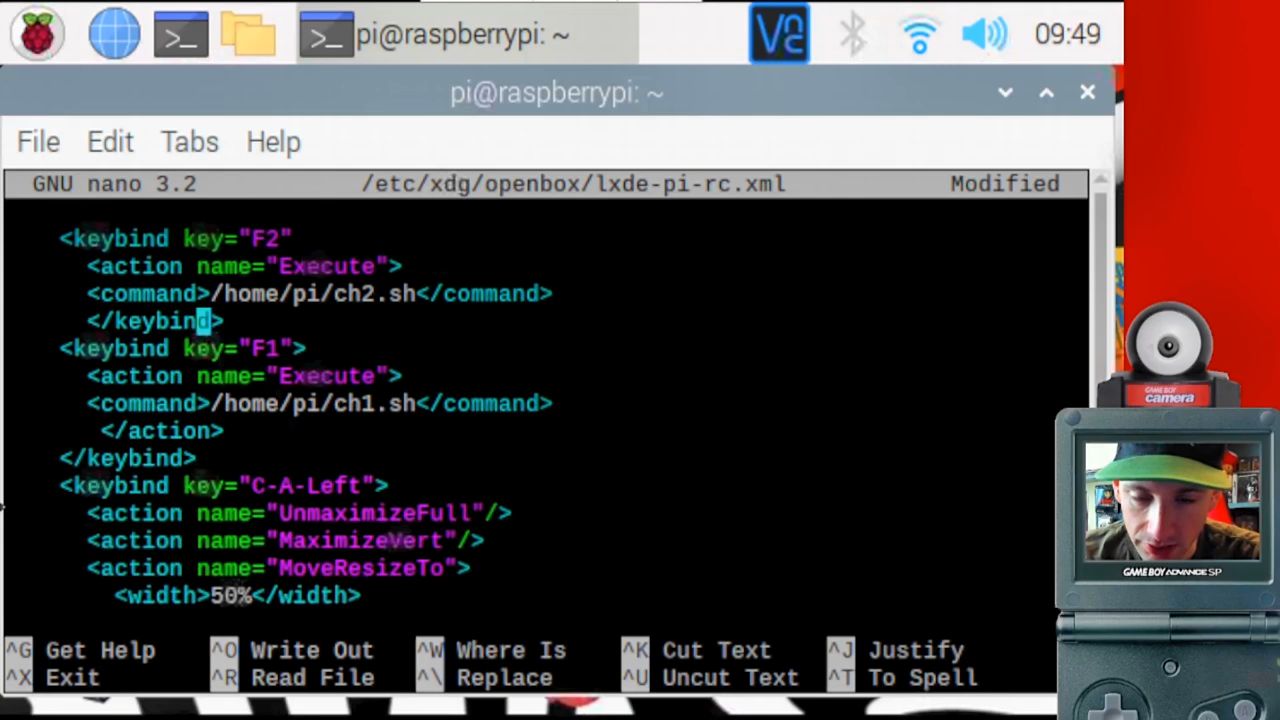 pi@raspberrypi: ~
VNC
09:49
pi@raspberrypi: ~
File Edit Tabs Help
GNU nano 3.2 /etc/xdg/openbox/lxde-pi-rc.xml Modified
<keybind key="F2"
<action name="Execute">
<command>/home/pi/ch2.sh</command>
</keybind>
<keybind key="F1">
<action name="Execute">
<command>/home/pi/ch1.sh</command>
</action>
</keybind>
<keybind key="C-A-Left">
<action name="UnmaximizeFull"/>
<action name="MaximizeVert"/>
<action name="MoveResizeTo">
<width>50%</width>
^G Get Help ^O Write Out ^W Where Is ^K Cut Text ^J Justify
^X Exit ^R Read File ^\ Replace ^U Uncut Text ^T To Spell
GAME BOY
camera
GAME BOY ADVANCE SP